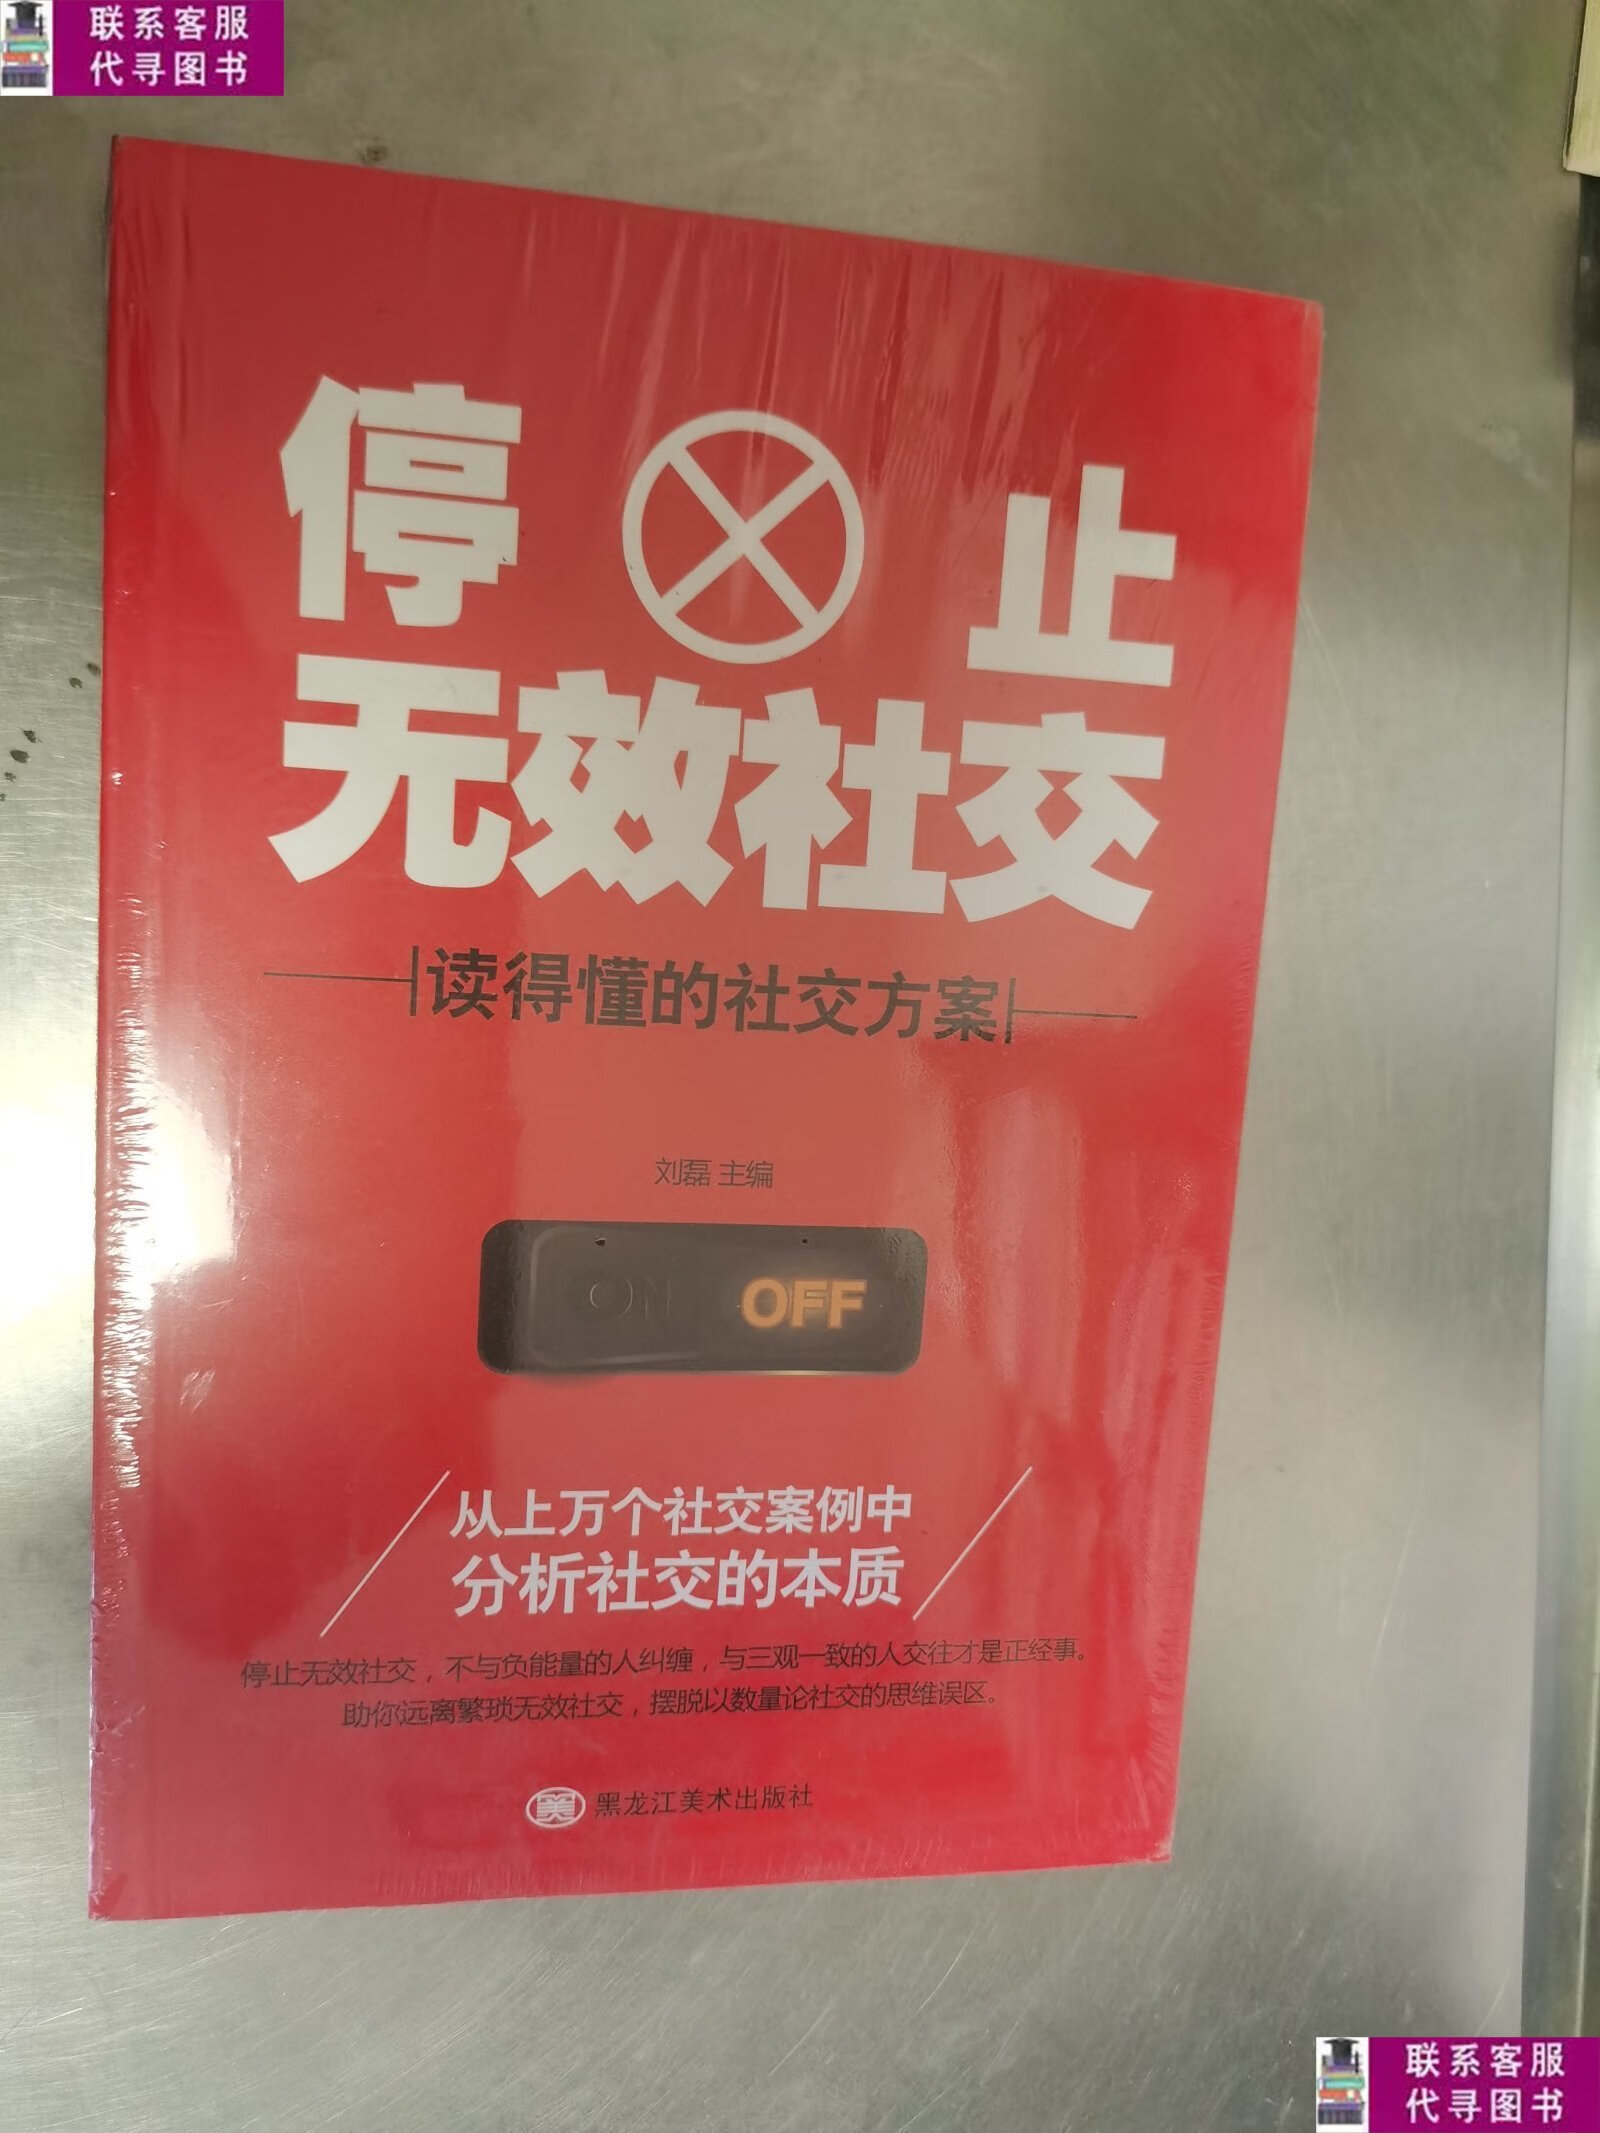 联系客服
代寻图书
停 止
无效社交
读得懂的社交方案
刘磊 主编
ON OFF
从上万个社交案例中
分析社交的本质
停止无效社交，不与负能量的人纠缠，与三观一致的人交往才是正经事。
助你远离繁琐无效社交，摆脱以数量论社交的思维误区。
美 黑龙江美术出版社
联系客服
代寻图书